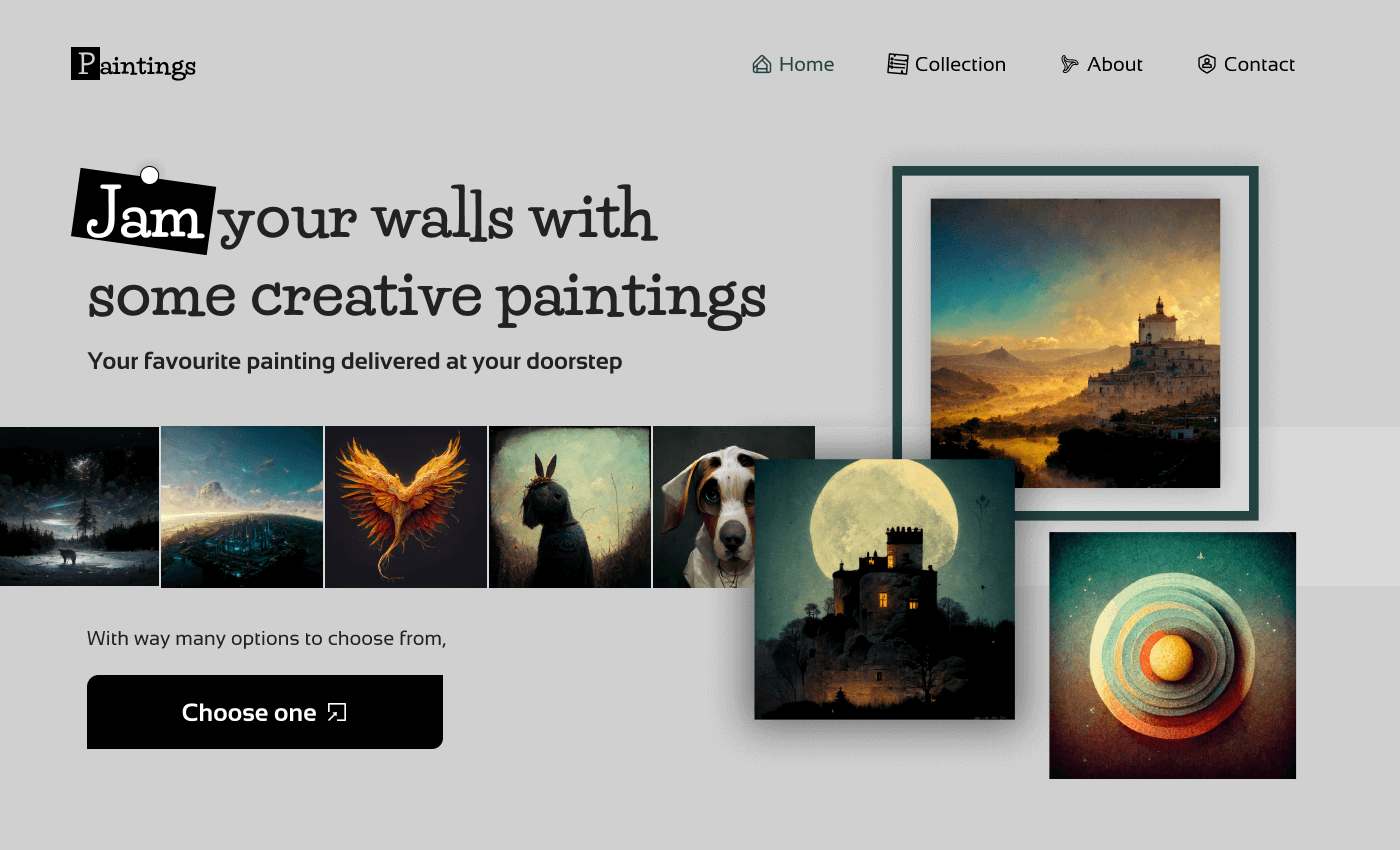 Paintings
Home Collection About Contact
Jam your walls with
some creative paintings
Your favourite painting delivered at your doorstep
With way many options to choose from,
Choose one